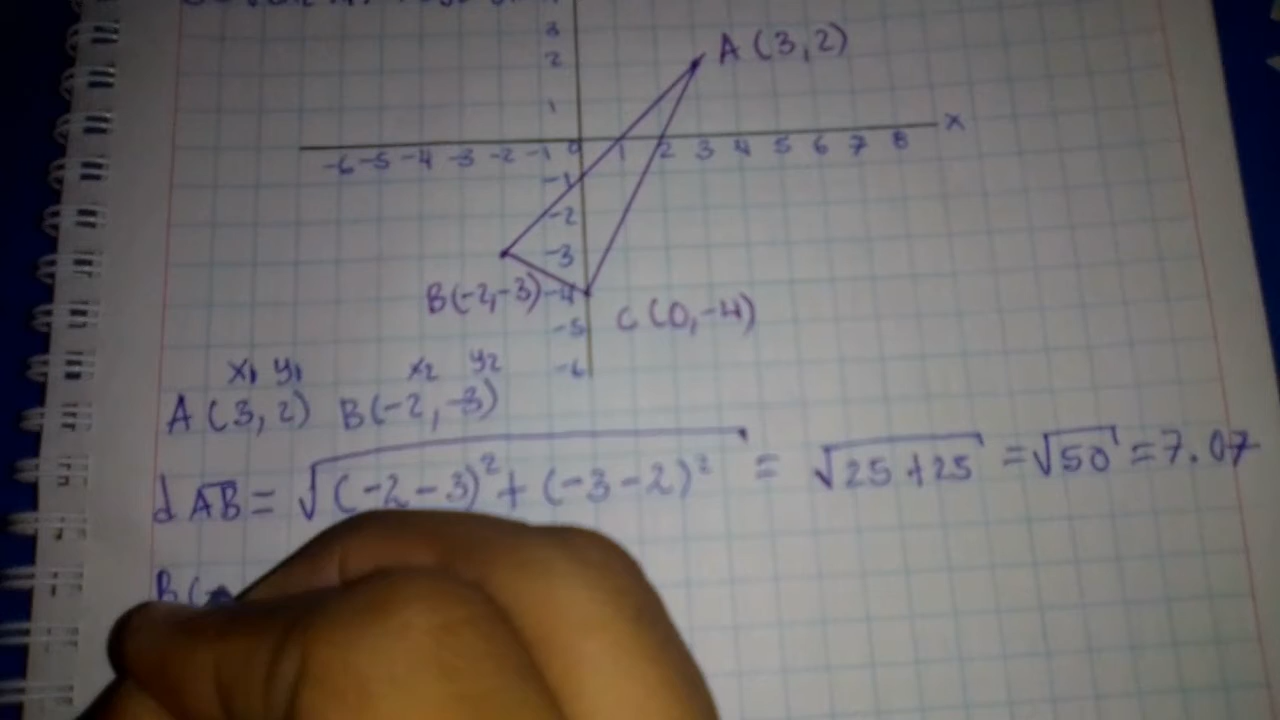 3
2
A (3,2)
1
x
-6 -5 -4 -3 -2 -1 0 1 2 3 4 5 6 7 8
-1
-2
-3
B(-2,-3) -4
C (0,-4)
-5
-6
x1 y1 x2 y2
A (3,2) B(-2,-3)
d AB = √(-2-3)² + (-3-2)² = √25+25 = √50 = 7.07
B(